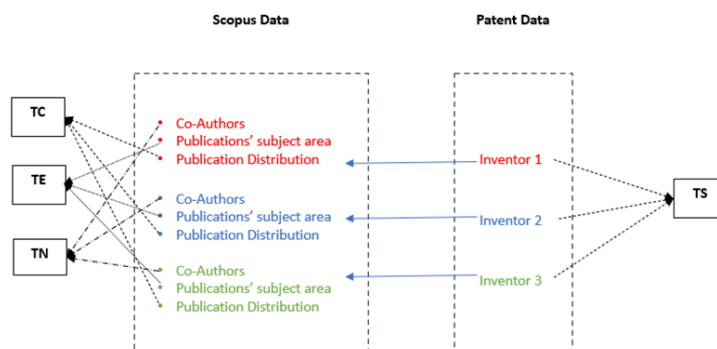 Scopus Data
Patent Data
TC
TE
TN
Co-Authors
Publications' subject area
Publication Distribution
Co-Authors
Publications' subject area
Publication Distribution
Co-Authors
Publications' subject area
Publication Distribution
Inventor 1
Inventor 2
Inventor 3
TS